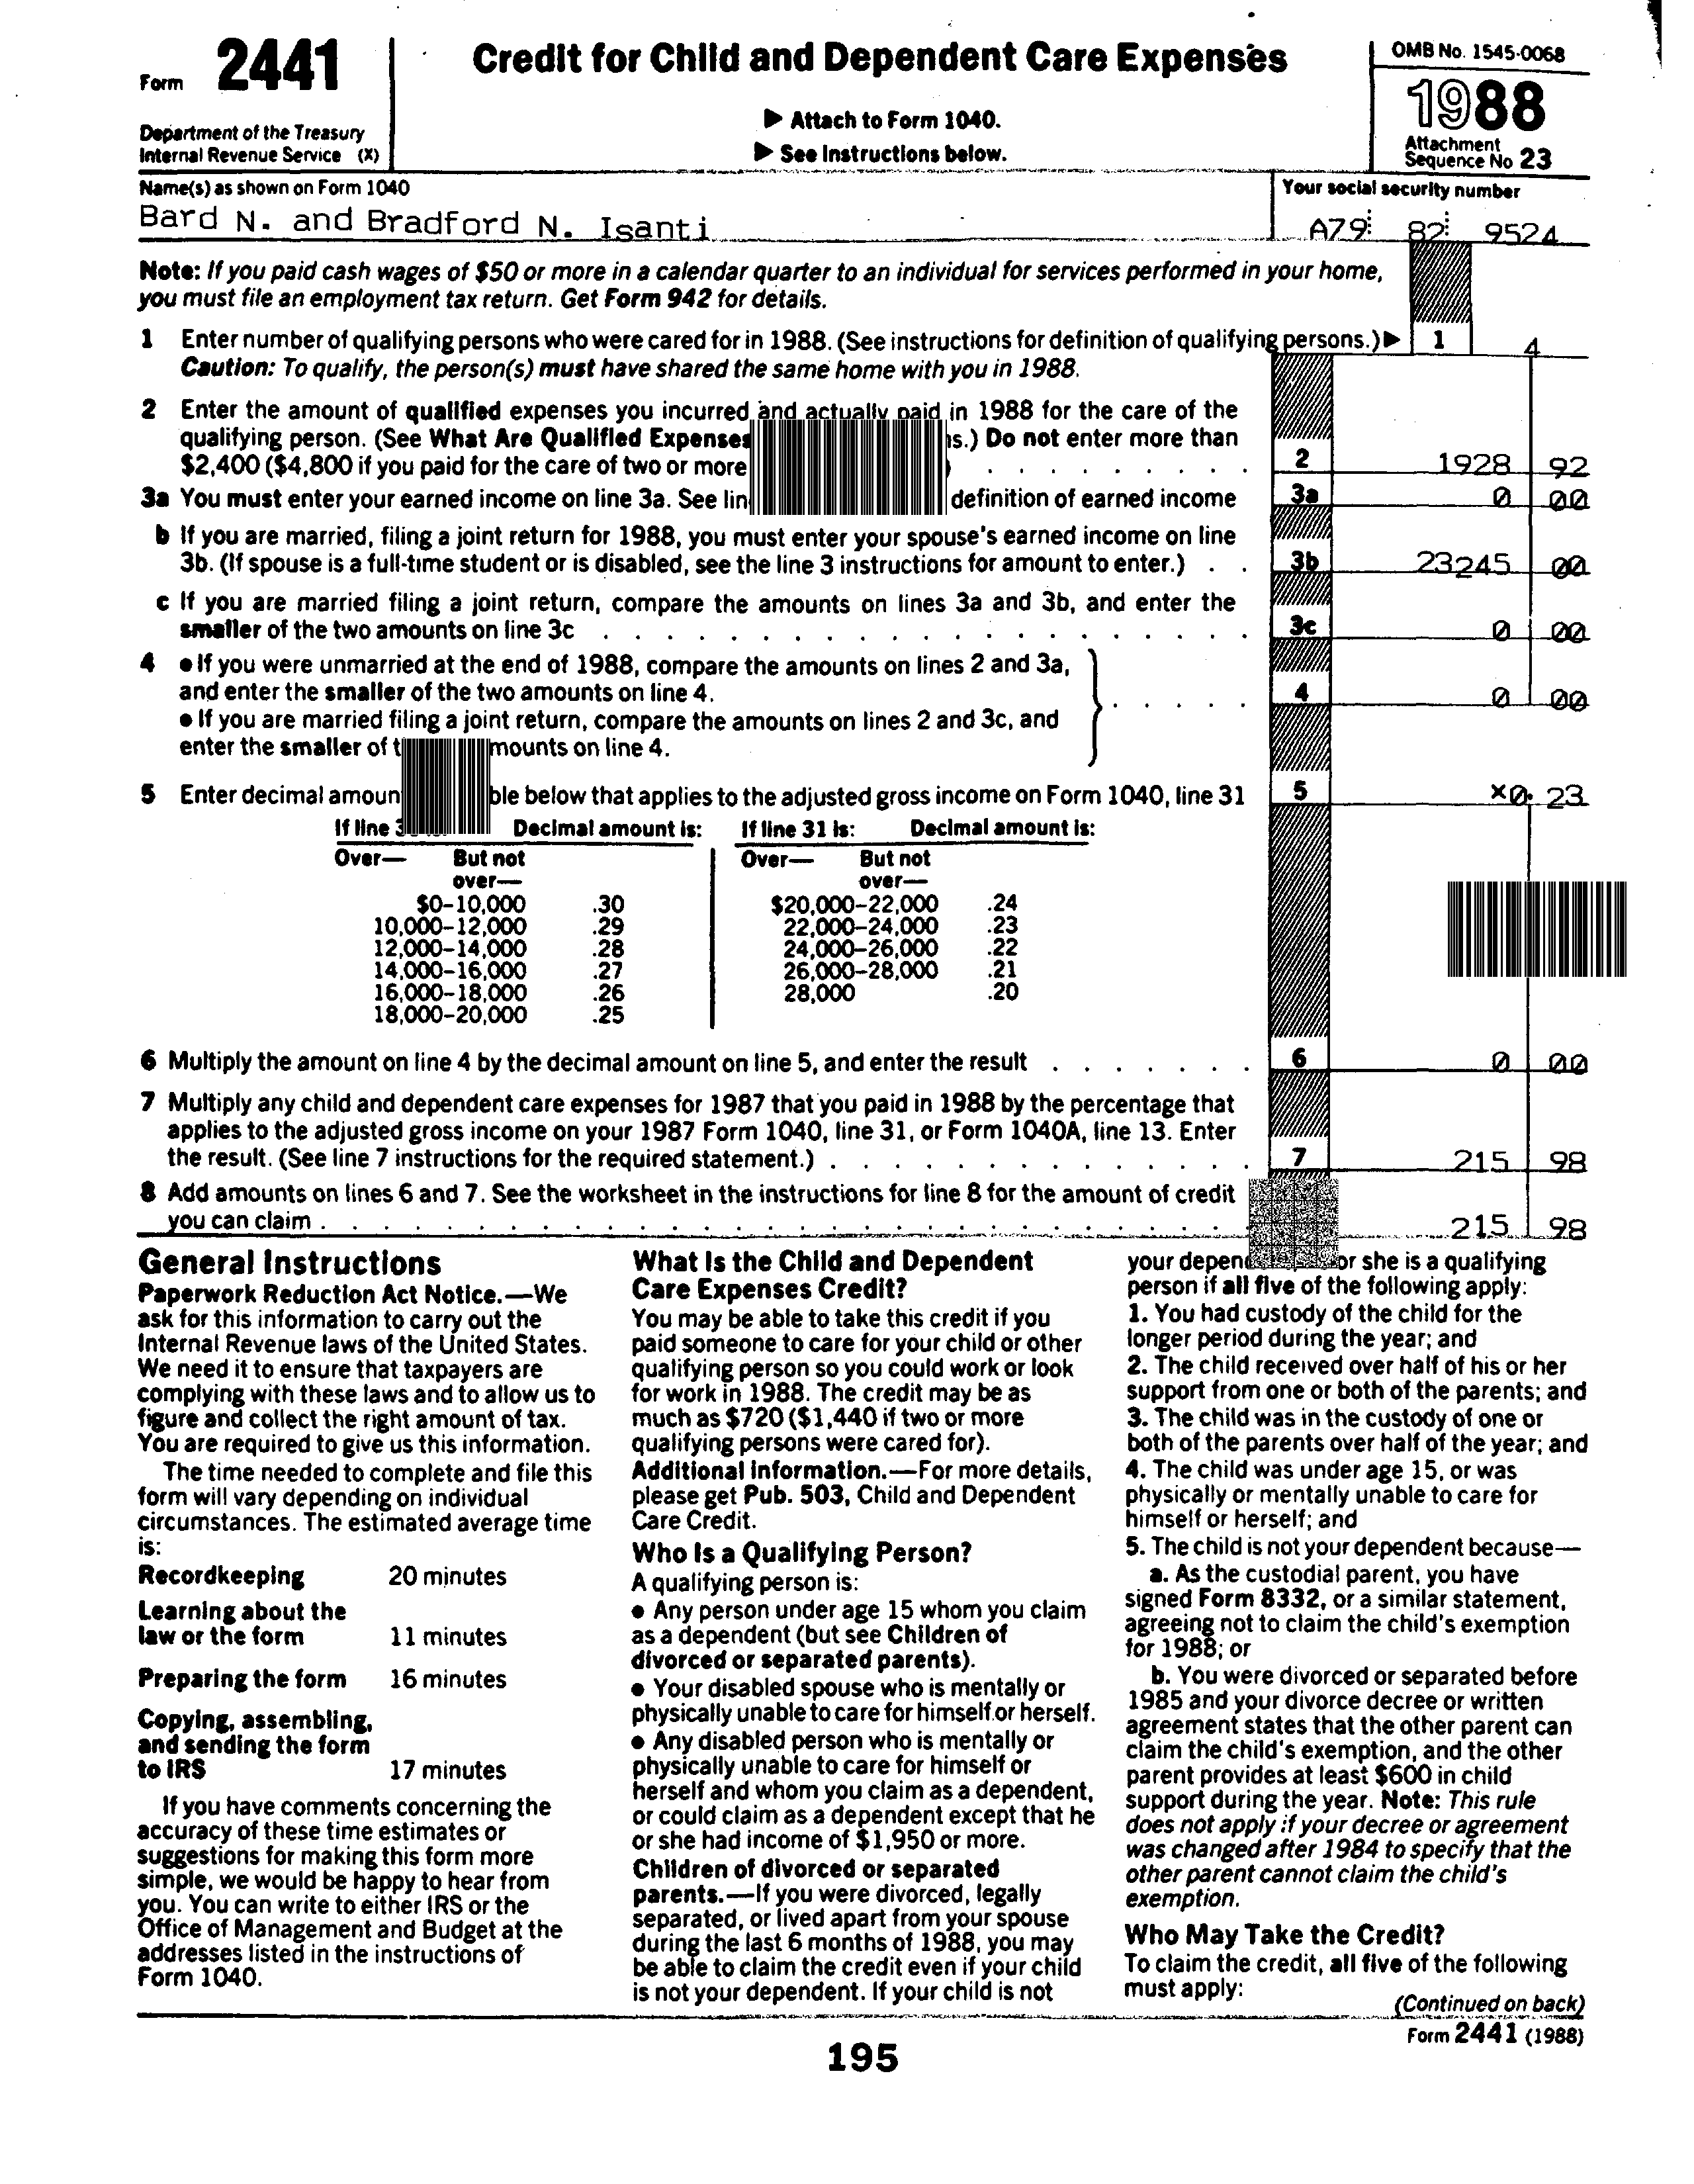 Form 2441
Department of the Treasury
Internal Revenue Service (X)
Credit for Child and Dependent Care Expenses
▶ Attach to Form 1040.
▶ See Instructions below.
OMB No. 1545-0068
1988
Attachment
Sequence No 23
Name(s) as shown on Form 1040
Bard N. and Bradford N. Isanti
Your social security number
A79 82 9524
Note: If you paid cash wages of $50 or more in a calendar quarter to an individual for services performed in your home,
you must file an employment tax return. Get Form 942 for details.
1 Enter number of qualifying persons who were cared for in 1988. (See instructions for definition of qualifying persons.) ▶ 1 4
Caution: To qualify, the person(s) must have shared the same home with you in 1988.
2 Enter the amount of qualified expenses you incurred and actually paid in 1988 for the care of the
qualifying person. (See What Are Qualified Expenses s.) Do not enter more than
$2,400 ($4,800 if you paid for the care of two or more . . . . . . . . . 2 1928 92
3a You must enter your earned income on line 3a. See definition of earned income 3a 0 00
b If you are married, filing a joint return for 1988, you must enter your spouse's earned income on line
3b. (If spouse is a full-time student or is disabled, see the line 3 instructions for amount to enter.) . . 3b 23245 00
c If you are married filing a joint return, compare the amounts on lines 3a and 3b, and enter the
smaller of the two amounts on line 3c . . . . . . . . . . . . . . . . 3c 0 00
4 ● If you were unmarried at the end of 1988, compare the amounts on lines 2 and 3a,
and enter the smaller of the two amounts on line 4. . . . . . 4 0 00
● If you are married filing a joint return, compare the amounts on lines 2 and 3c, and
enter the smaller of mounts on line 4.
5 Enter decimal amoun ble below that applies to the adjusted gross income on Form 1040, line 31 5 ×0. 23
If line Decimal amount is: If line 31 is: Decimal amount is:
Over— But not Over— But not
over— over—
$0–10,000 .30 $20,000–22,000 .24
10,000–12,000 .29 22,000–24,000 .23
12,000–14,000 .28 24,000–26,000 .22
14,000–16,000 .27 26,000–28,000 .21
16,000–18,000 .26 28,000 .20
18,000–20,000 .25
6 Multiply the amount on line 4 by the decimal amount on line 5, and enter the result . . . . . . . 6 0 00
7 Multiply any child and dependent care expenses for 1987 that you paid in 1988 by the percentage that
applies to the adjusted gross income on your 1987 Form 1040, line 31, or Form 1040A, line 13. Enter
the result. (See line 7 instructions for the required statement.) . . . . . . . . . . 7 215 98
8 Add amounts on lines 6 and 7. See the worksheet in the instructions for line 8 for the amount of credit
you can claim . . . . . . . . . . . . . . . . . . . . . 215 98
General Instructions
Paperwork Reduction Act Notice.—We
ask for this information to carry out the
Internal Revenue laws of the United States.
We need it to ensure that taxpayers are
complying with these laws and to allow us to
figure and collect the right amount of tax.
You are required to give us this information.
The time needed to complete and file this
form will vary depending on individual
circumstances. The estimated average time
is:
Recordkeeping 20 minutes
Learning about the
law or the form 11 minutes
Preparing the form 16 minutes
Copying, assembling,
and sending the form
to IRS 17 minutes
If you have comments concerning the
accuracy of these time estimates or
suggestions for making this form more
simple, we would be happy to hear from
you. You can write to either IRS or the
Office of Management and Budget at the
addresses listed in the instructions of
Form 1040.
What Is the Child and Dependent
Care Expenses Credit?
You may be able to take this credit if you
paid someone to care for your child or other
qualifying person so you could work or look
for work in 1988. The credit may be as
much as $720 ($1,440 if two or more
qualifying persons were cared for).
Additional information.—For more details,
please get Pub. 503, Child and Dependent
Care Credit.
Who Is a Qualifying Person?
A qualifying person is:
● Any person under age 15 whom you claim
as a dependent (but see Children of
divorced or separated parents).
● Your disabled spouse who is mentally or
physically unable to care for himself or herself.
● Any disabled person who is mentally or
physically unable to care for himself or
herself and whom you claim as a dependent,
or could claim as a dependent except that he
or she had income of $1,950 or more.
Children of divorced or separated
parents.—If you were divorced, legally
separated, or lived apart from your spouse
during the last 6 months of 1988, you may
be able to claim the credit even if your child
is not your dependent. If your child is not
your depen or she is a qualifying
person if all five of the following apply:
1. You had custody of the child for the
longer period during the year; and
2. The child received over half of his or her
support from one or both of the parents; and
3. The child was in the custody of one or
both of the parents over half of the year; and
4. The child was under age 15, or was
physically or mentally unable to care for
himself or herself; and
5. The child is not your dependent because—
a. As the custodial parent, you have
signed Form 8332, or a similar statement,
agreeing not to claim the child's exemption
for 1988; or
b. You were divorced or separated before
1985 and your divorce decree or written
agreement states that the other parent can
claim the child's exemption, and the other
parent provides at least $600 in child
support during the year. Note: This rule
does not apply if your decree or agreement
was changed after 1984 to specify that the
other parent cannot claim the child's
exemption.
Who May Take the Credit?
To claim the credit, all five of the following
must apply:
(Continued on back)
Form 2441 (1988)
195